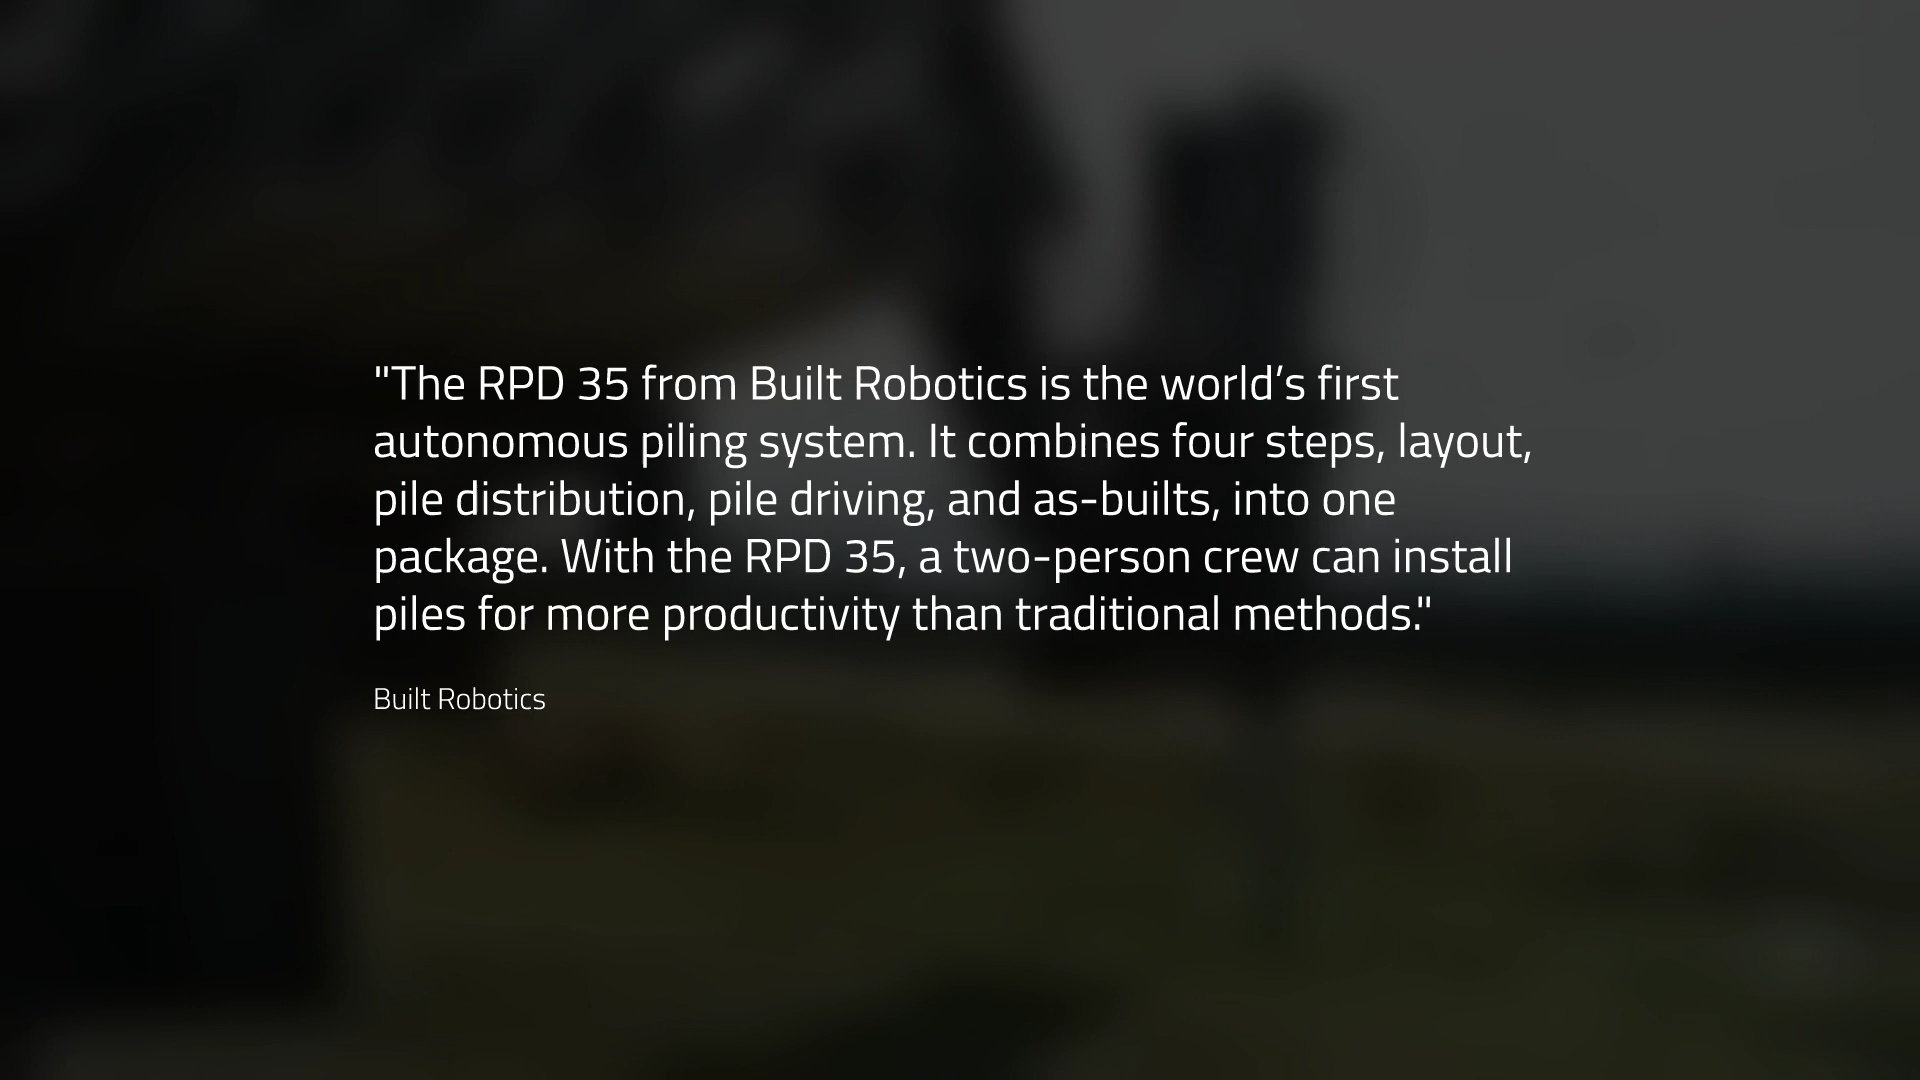 "The RPD 35 from Built Robotics is the world’s first
autonomous piling system. It combines four steps, layout,
pile distribution, pile driving, and as-builts, into one
package. With the RPD 35, a two-person crew can install
piles for more productivity than traditional methods."
Built Robotics